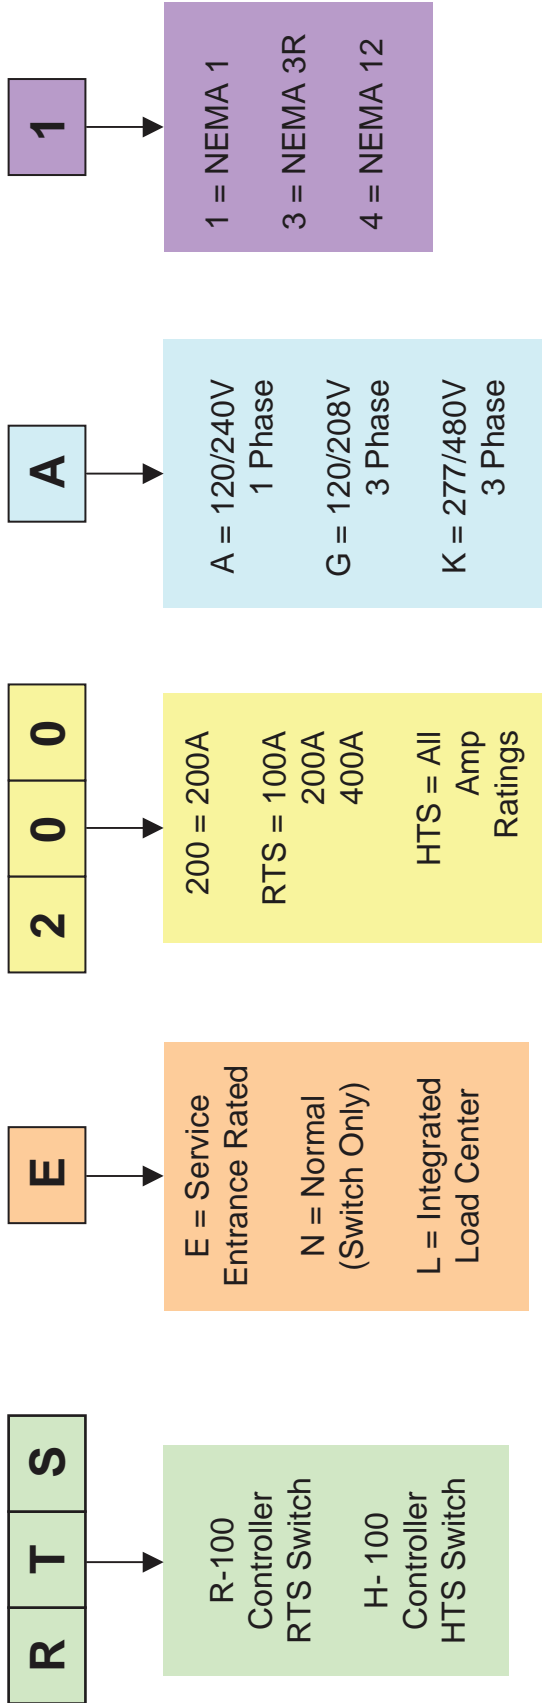 R T S
R-100
Controller
RTS Switch
H- 100
Controller
HTS Switch
E
E = Service
Entrance Rated
N = Normal
(Switch Only)
L = Integrated
Load Center
2 0 0
200 = 200A
RTS = 100A
200A
400A
HTS = All
Amp
Ratings
A
A = 120/240V
1 Phase
G = 120/208V
3 Phase
K = 277/480V
3 Phase
1
1 = NEMA 1
3 = NEMA 3R
4 = NEMA 12